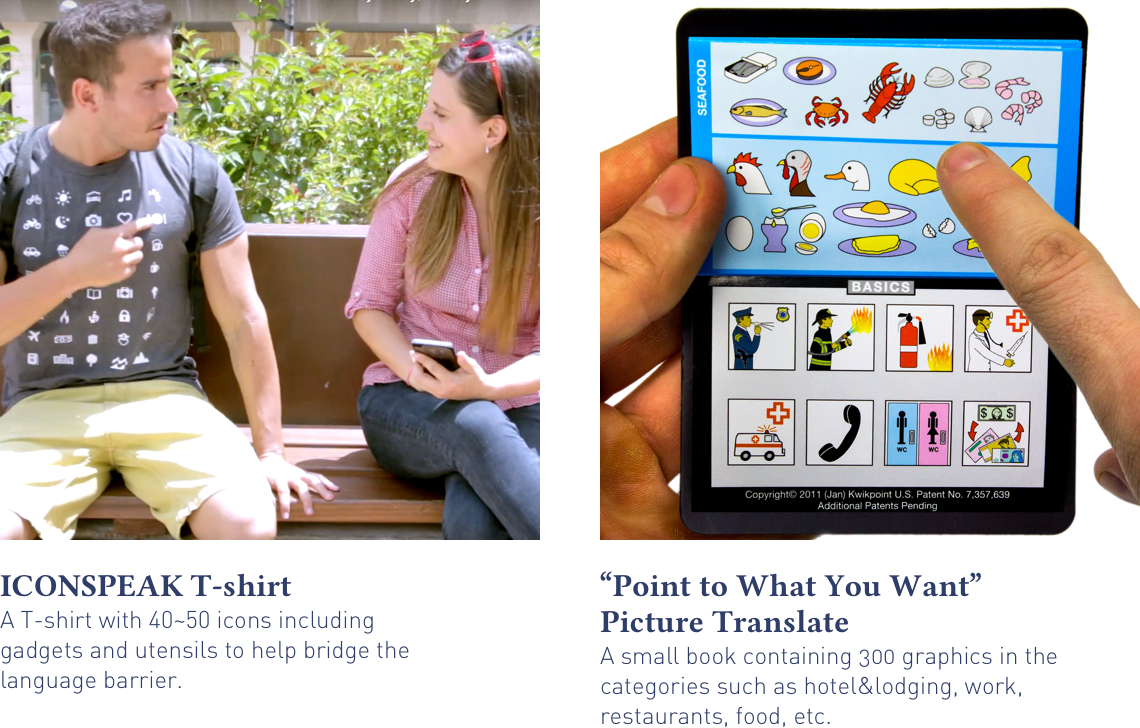 SEAFOOD
BASICS
WC
WC
$ $
Copyright© 2011 (Jan) Kwikpoint U.S. Patent No. 7,357,639
Additional Patents Pending
ICONSPEAK T-shirt
A T-shirt with 40~50 icons including
gadgets and utensils to help bridge the
language barrier.
“Point to What You Want”
Picture Translate
A small book containing 300 graphics in the
categories such as hotel&lodging, work,
restaurants, food, etc.